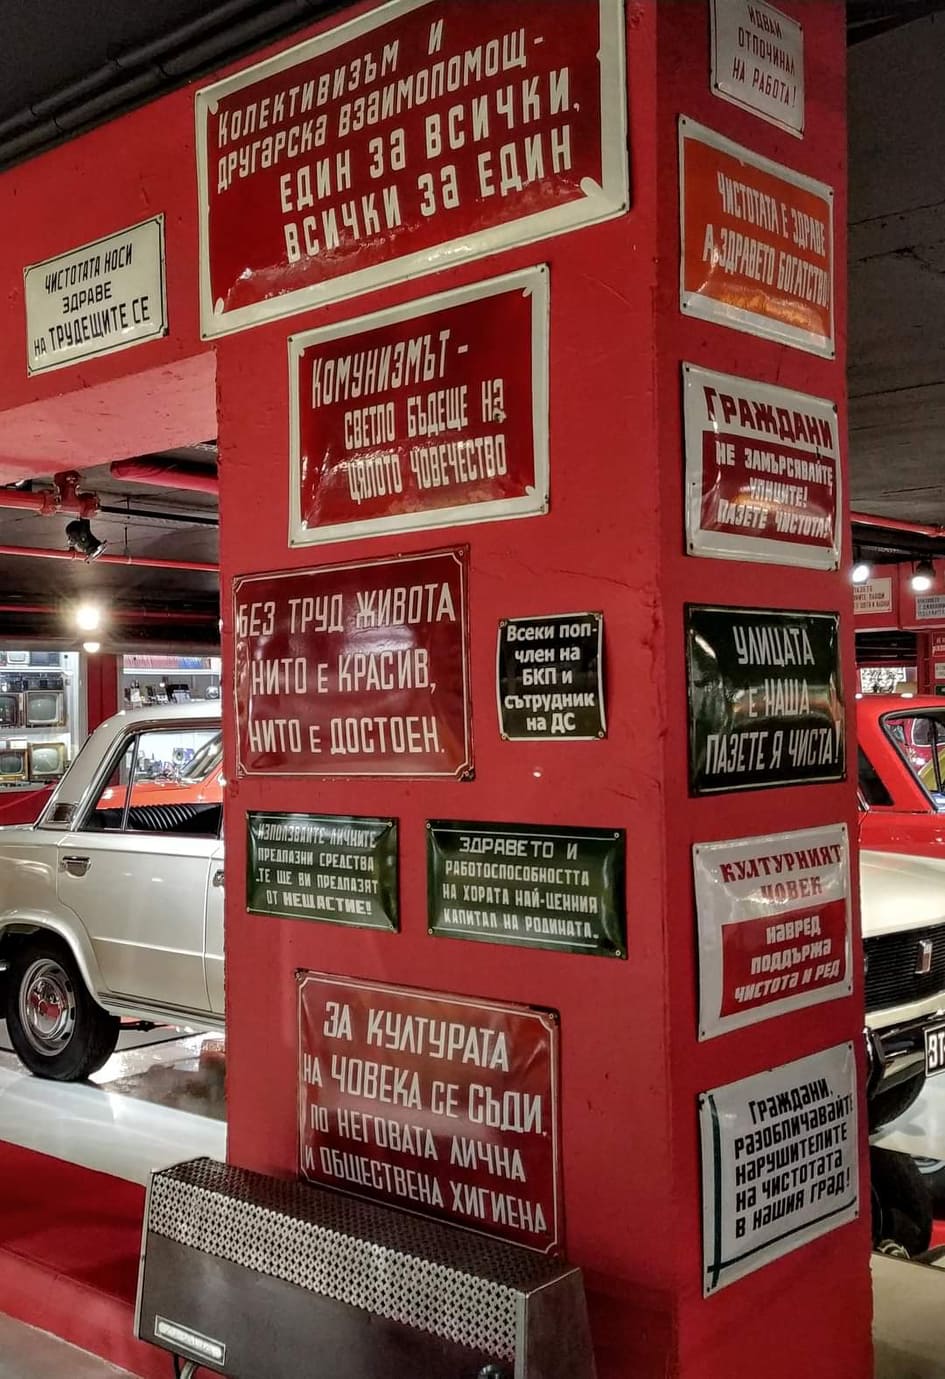 КОЛЕКТИВИЗЪМ И
ДРУГАРСКА ВЗАИМОПОМОЩ -
ЕДИН ЗА ВСИЧКИ,
ВСИЧКИ ЗА ЕДИН
ЧИСТОТАТА НОСИ
ЗДРАВЕ
НА ТРУДЕЩИТЕ СЕ
КОМУНИЗМЪТ -
СВЕТЛО БЪДЕЩЕ НА
ЦЯЛОТО ЧОВЕЧЕСТВО
БЕЗ ТРУД ЖИВОТА
НИТО Е КРАСИВ,
НИТО Е ДОСТОЕН.
Всеки поп-
член на
БКП и
сътрудник
на ДС
ИЗПОЛЗВАЙТЕ ЛИЧНИТЕ
ПРЕДПАЗНИ СРЕДСТВА
ТЕ ЩЕ ВИ ПРЕДПАЗЯТ
ОТ НЕЩАСТИЕ!
ЗДРАВЕТО И
РАБОТОСПОСОБНОСТТА
НА ХОРАТА НАЙ-ЦЕННИЯ
КАПИТАЛ НА РОДИНАТА.
ЗА КУЛТУРАТА
НА ЧОВЕКА СЕ СЪДИ
ПО НЕГОВАТА ЛИЧНА
И ОБЩЕСТВЕНА ХИГИЕНА
ИДВАЙ
ОТПОЧИНАЛ
НА РАБОТА!
ЧИСТОТАТА Е ЗДРАВЕ
А ЗДРАВЕТО БОГАТСТВО!
ГРАЖДАНИ
НЕ ЗАМЪРСЯВАЙТЕ
УЛИЦИТЕ!
ПАЗЕТЕ ЧИСТОТА!
УЛИЦАТА
Е НАША
ПАЗЕТЕ Я ЧИСТА!
КУЛТУРНИЯТ
ЧОВЕК
НАВРЕД
ПОДДЪРЖА
ЧИСТОТА И РЕД
ГРАЖДАНИ,
РАЗОБЛИЧАВАЙТЕ
НАРУШИТЕЛИТЕ
НА ЧИСТОТАТА
В НАШИЯ ГРАД!